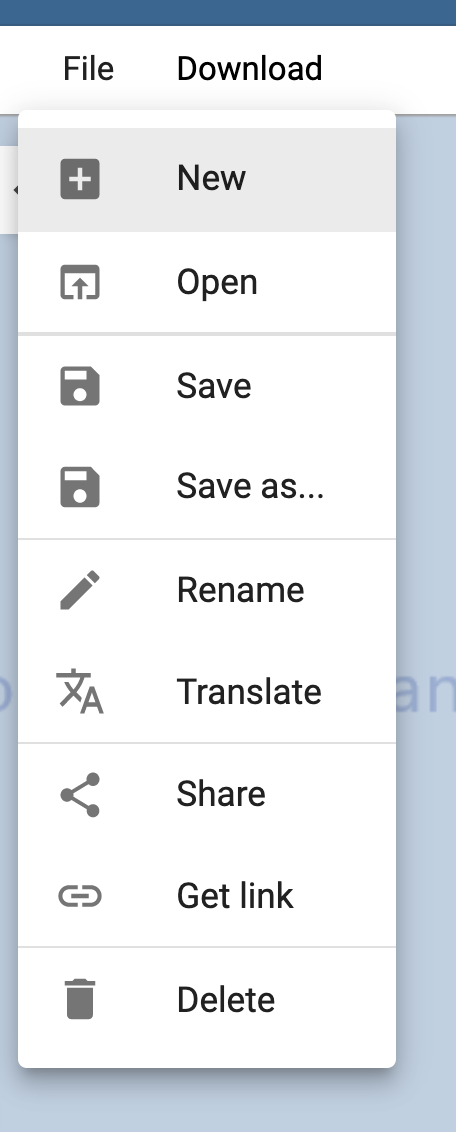 File Download
New
Open
Save
Save as...
Rename
Translate
Share
Get link
Delete